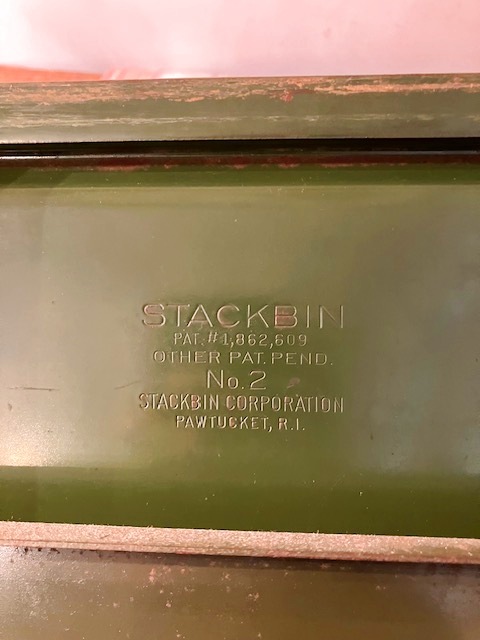 STACKBIN
PAT. #1,862,609
OTHER PAT. PEND.
No. 2
STACKBIN CORPORATION
PAWTUCKET, R.I.